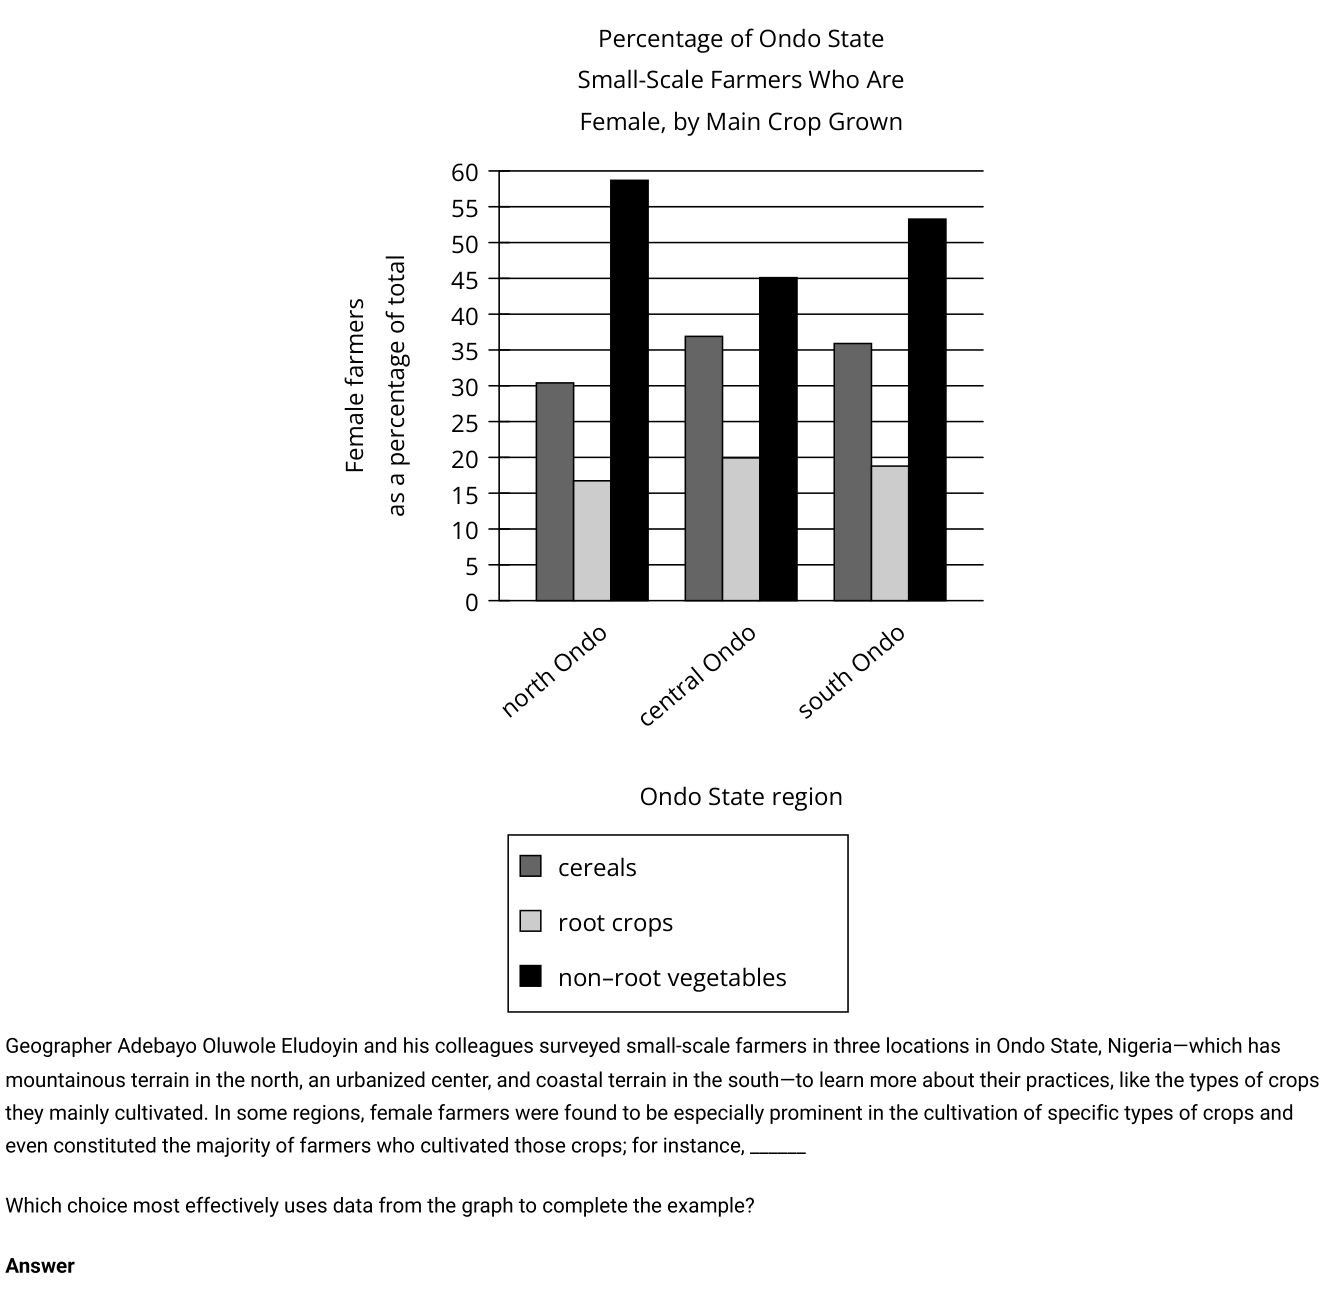 Percentage of Ondo State
Small-Scale Farmers Who Are
Female, by Main Crop Grown
Female farmers
as a percentage of total
60
55
50
45
40
35
30
25
20
15
10
5
0
north Ondo
central Ondo
south Ondo
Ondo State region
cereals
root crops
non–root vegetables
Geographer Adebayo Oluwole Eludoyin and his colleagues surveyed small-scale farmers in three locations in Ondo State, Nigeria—which has
mountainous terrain in the north, an urbanized center, and coastal terrain in the south—to learn more about their practices, like the types of crops
they mainly cultivated. In some regions, female farmers were found to be especially prominent in the cultivation of specific types of crops and
even constituted the majority of farmers who cultivated those crops; for instance, ______
Which choice most effectively uses data from the graph to complete the example?
Answer